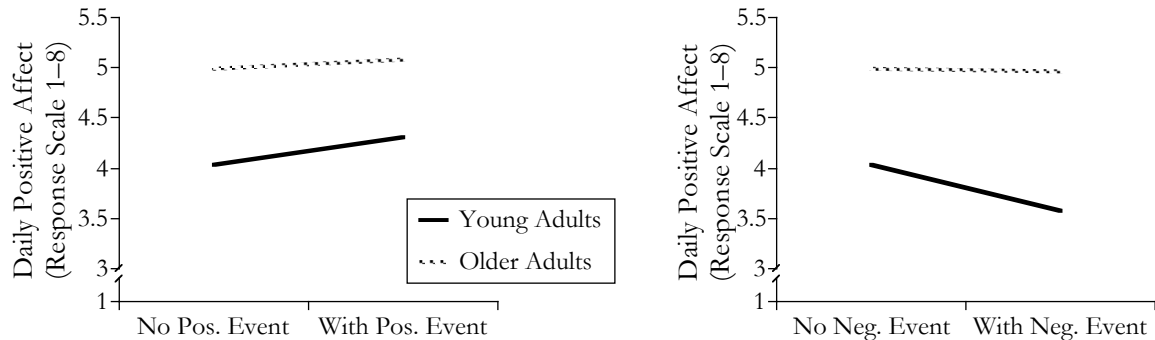 Daily Positive Affect
(Response Scale 1–8)
5.5
5
4.5
4
3.5
3
1
No Pos. Event
With Pos. Event
Young Adults
Older Adults
Daily Positive Affect
(Response Scale 1–8)
5.5
5
4.5
4
3.5
3
1
No Neg. Event
With Neg. Event